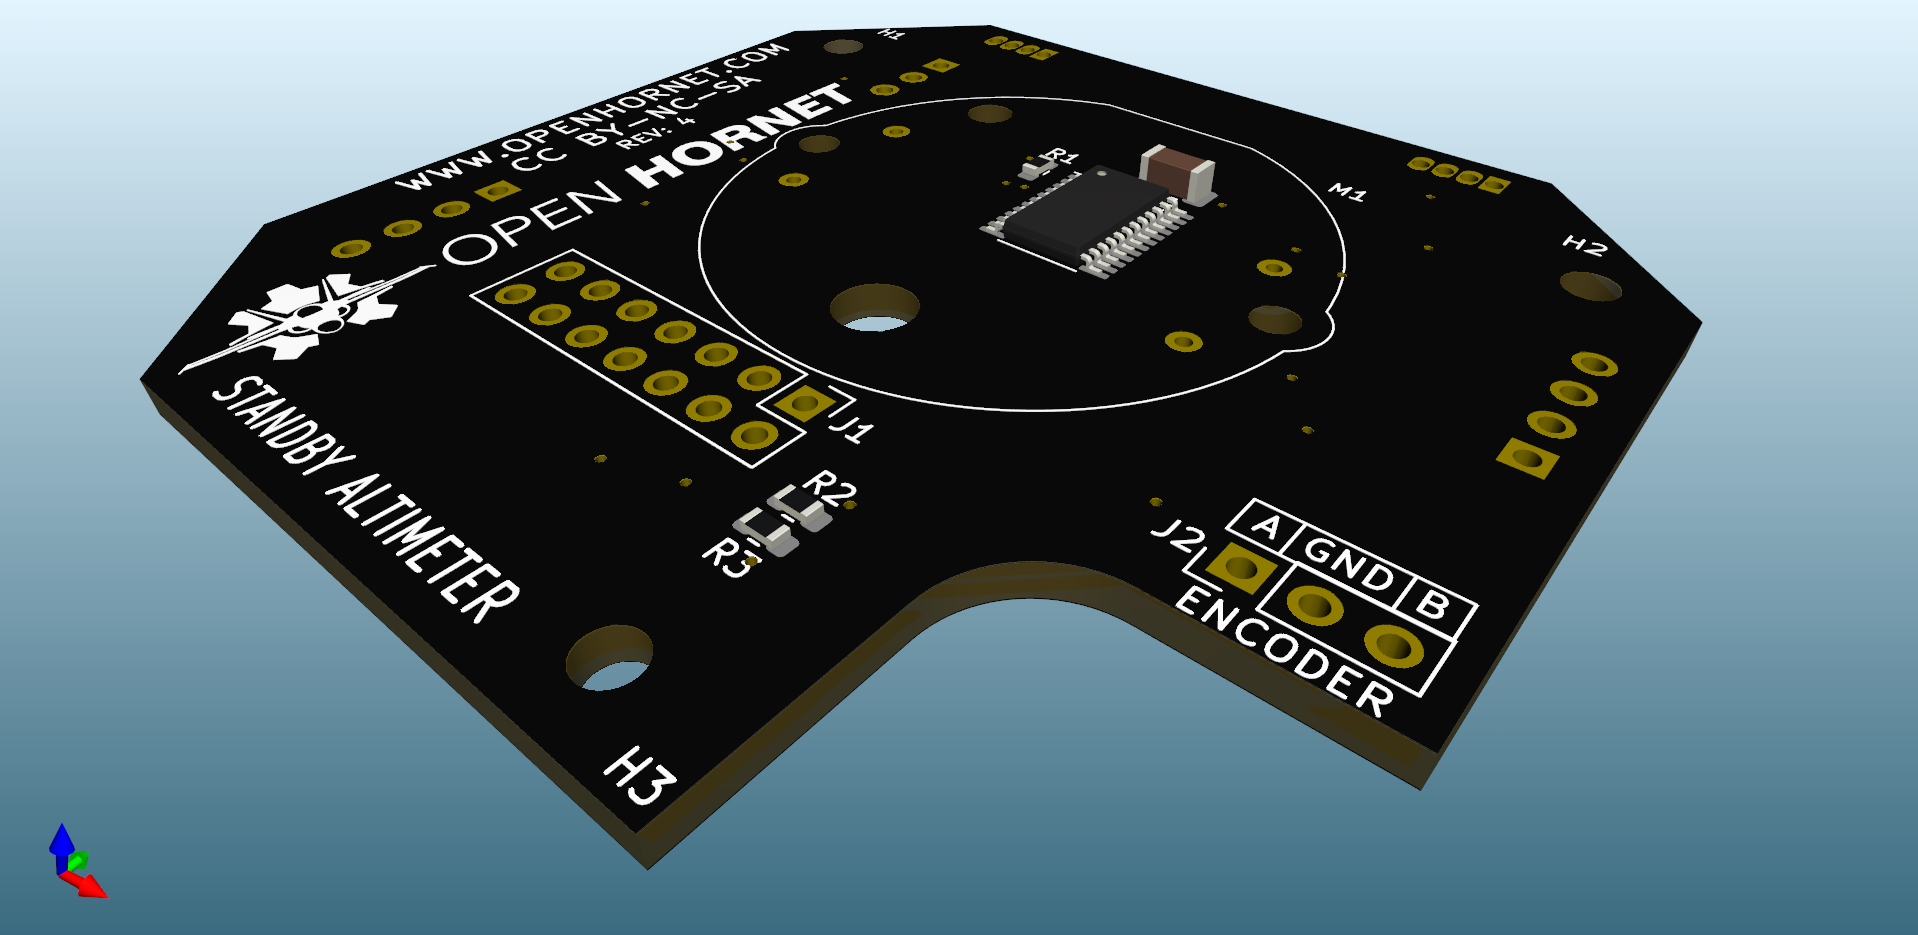 H1
WWW.OPENHORNET.COM
CC BY-NC-SA
REV: 4
OPEN HORNET
R1
M1
H2
J1
STANDBY ALTIMETER
R2
R3
J2
A GND B
ENCODER
H3